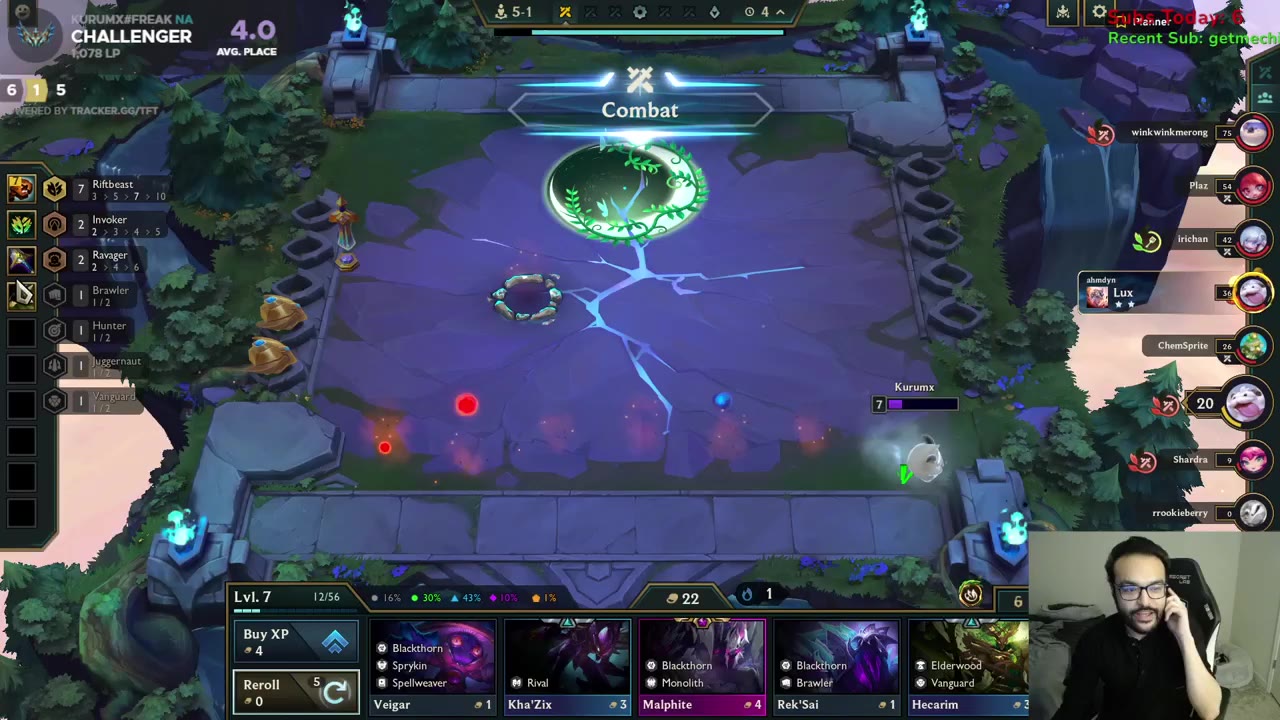 KURUMX#FREAK NA
CHALLENGER
1,078 LP
4.0
AVG. PLACE
6 1 5
WERED BY TRACKER.GG/TFT
5-1
4
Planner
Subs Today: 6
Recent Sub: getmechi
Combat
7 Riftbeast
3 > 5 > 7 > 10
2 Invoker
2 > 3 > 4 > 5
2 Ravager
2 > 4 > 6
1 Brawler
1 / 2
1 Hunter
1 / 2
1 Juggernaut
1 / 2
1 Vanguard
1 / 2
winkwinkmerong 75
Plaz 54
irichan 42
ahmdyn
Lux
36
ChemSprite 26
20
Shardra 9
rrookieberry 0
Kurumx
7
Lvl. 7 12/56
16% 30% 43% 10% 1%
22
1
6
Buy XP
4
Reroll 5
0
Blackthorn
Sprykin
Spellweaver
Veigar 1
Rival
Kha'Zix 3
Blackthorn
Monolith
Malphite 4
Blackthorn
Brawler
Rek'Sai 1
Elderwood
Vanguard
Hecarim 3
SECRET
LAB